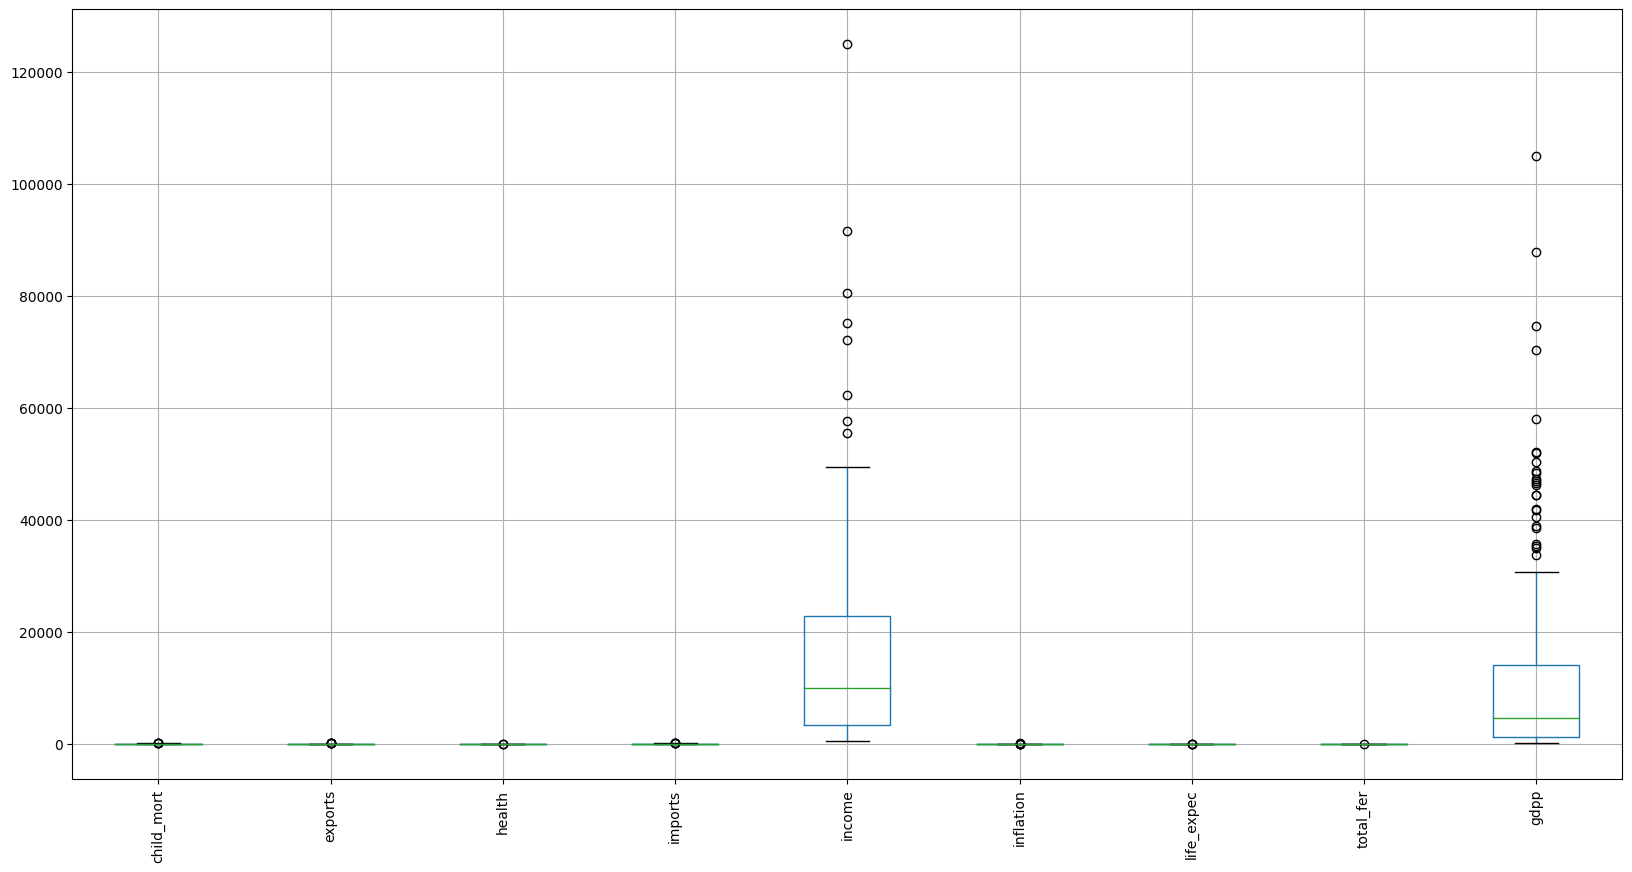 120000
100000
80000
60000
40000
20000
0
child_mort
exports
health
imports
income
inflation
life_expec
total_fer
gdpp